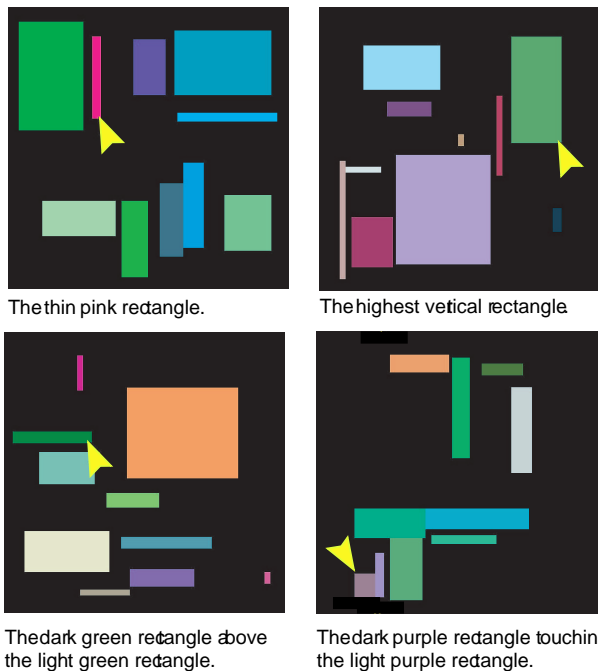 The thin pink rectangle.
The highest vertical rectangle.
The dark green rectangle above
the light green rectangle.
The dark purple rectangle touchin
the light purple rectangle.